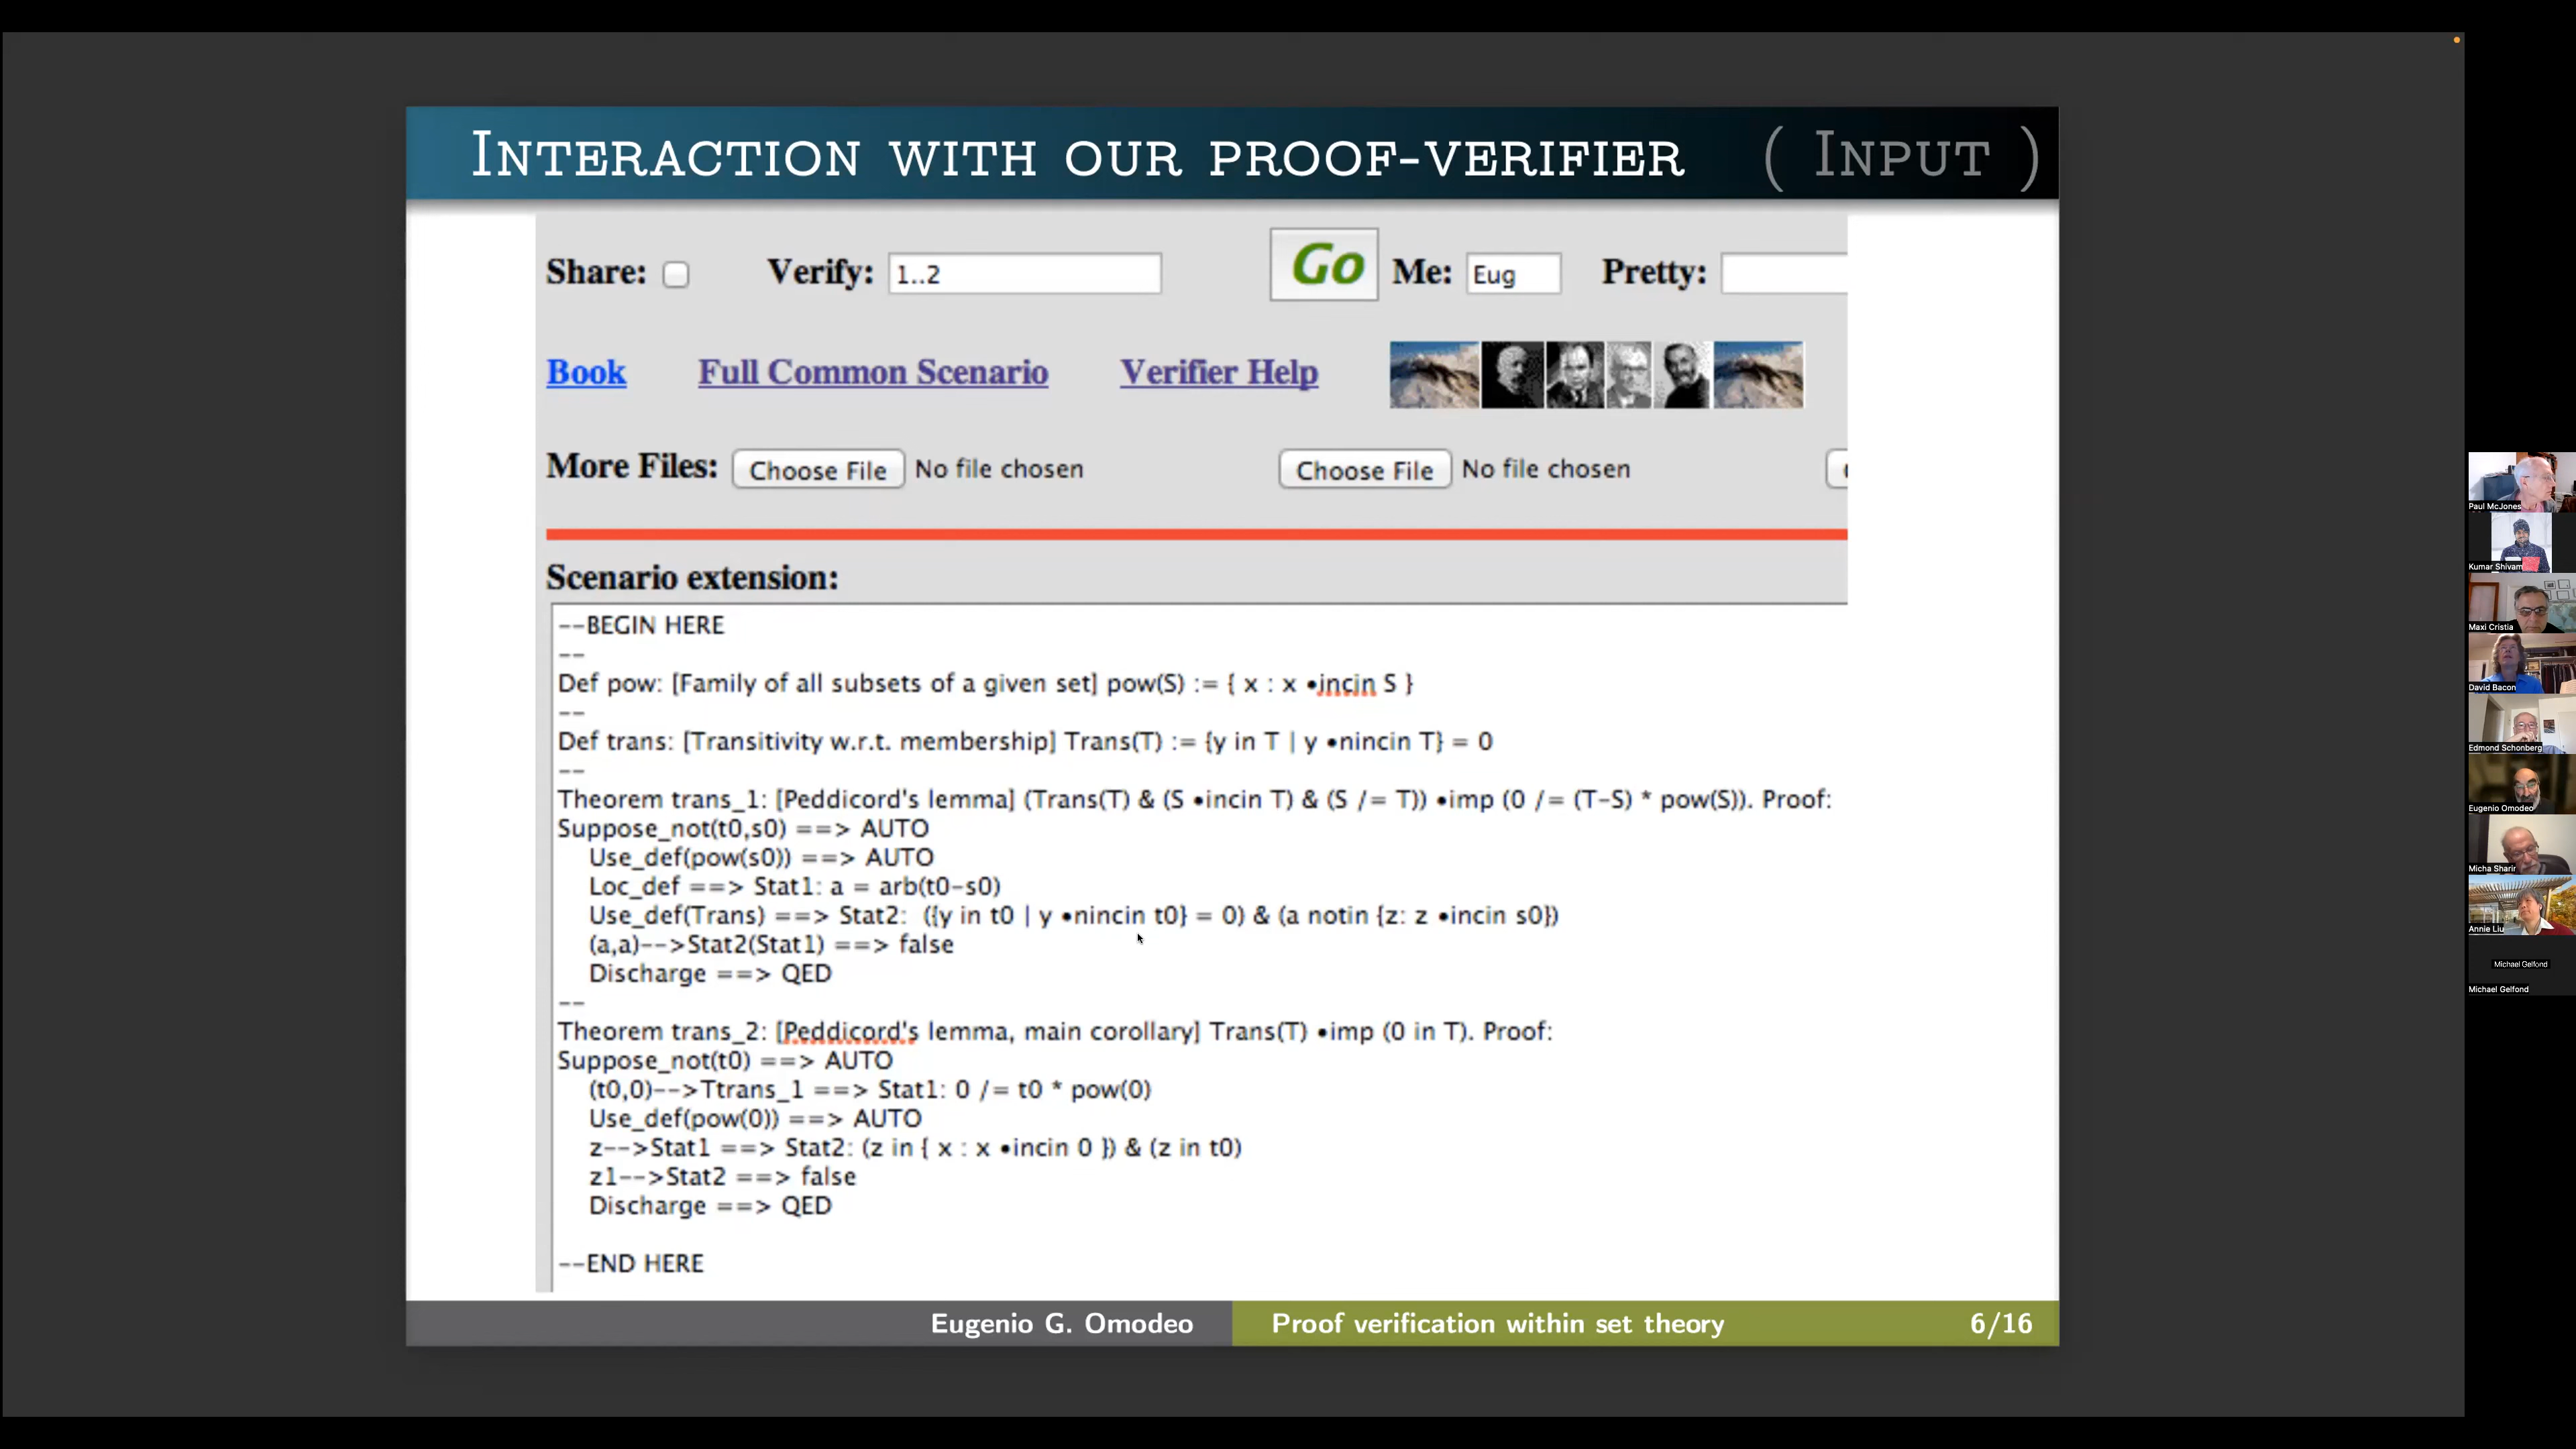 Interaction with our proof-verifier ( Input )
Share: Verify: 1..2 Go Me: Eug Pretty:
Book Full Common Scenario Verifier Help
More Files: Choose File No file chosen Choose File No file chosen
Scenario extension:
--BEGIN HERE
--
Def pow: [Family of all subsets of a given set] pow(S) := { x : x •incin S }
--
Def trans: [Transitivity w.r.t. membership] Trans(T) := {y in T | y •nincin T} = 0
--
Theorem trans_1: [Peddicord's lemma] (Trans(T) & (S •incin T) & (S /= T)) •imp (0 /= (T-S) * pow(S)). Proof:
Suppose_not(t0,s0) ==> AUTO
Use_def(pow(s0)) ==> AUTO
Loc_def ==> Stat1: a = arb(t0-s0)
Use_def(Trans) ==> Stat2: ({y in t0 | y •nincin t0} = 0) & (a notin {z: z •incin s0})
(a,a)-->Stat2(Stat1) ==> false
Discharge ==> QED
--
Theorem trans_2: [Peddicord's lemma, main corollary] Trans(T) •imp (0 in T). Proof:
Suppose_not(t0) ==> AUTO
(t0,0)-->Ttrans_1 ==> Stat1: 0 /= t0 * pow(0)
Use_def(pow(0)) ==> AUTO
z-->Stat1 ==> Stat2: (z in { x : x •incin 0 }) & (z in t0)
z1-->Stat2 ==> false
Discharge ==> QED
--END HERE
Eugenio G. Omodeo Proof verification within set theory 6/16
Paul McJones
Kumar Shivam
Maxi Cristia
David Bacon
Edmond Schonberg
Eugenio Omodeo
Micha Sharir
Annie Liu
Michael Gelfond
Michael Gelfond